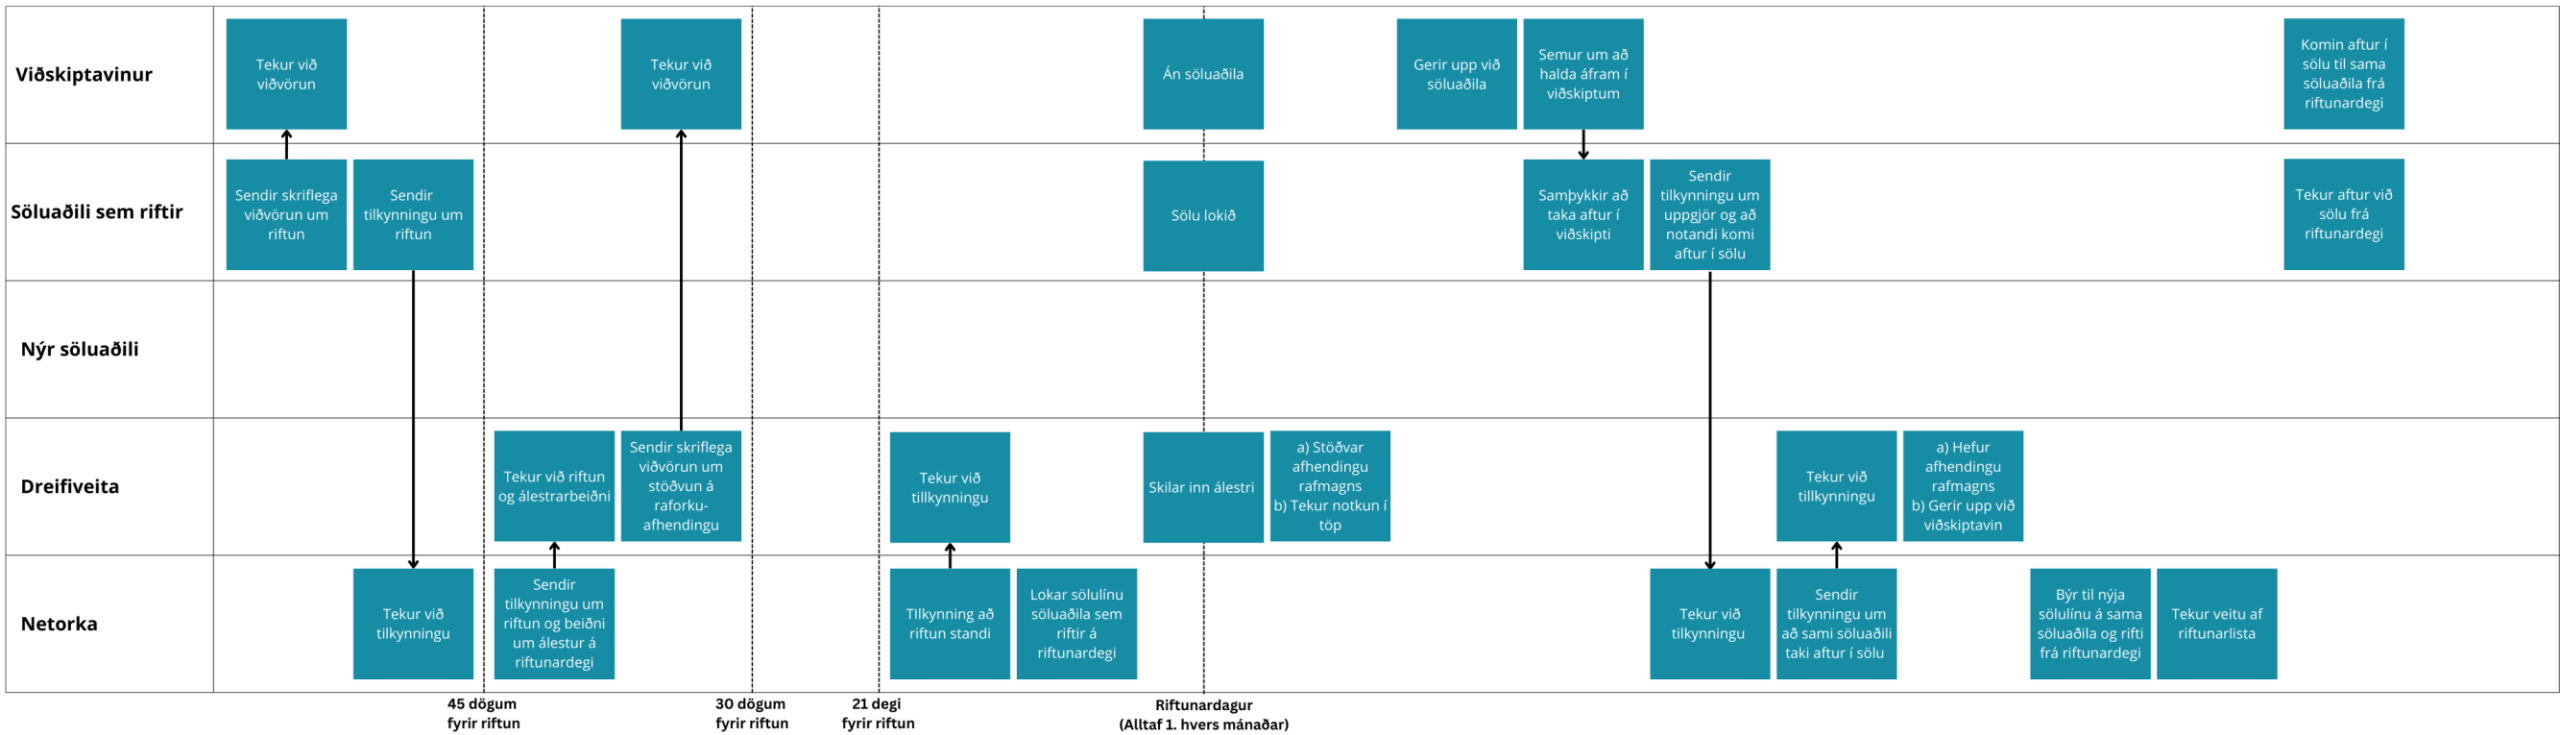 Viðskiptavinur
Tekur við
viðvörun
Tekur við
viðvörun
Án söluaðila
Gerir upp við
söluaðila
Semur um að
halda áfram í
viðskiptum
Komin aftur í
sölu til sama
söluaðila frá
riftunardegi
Söluaðili sem riftir
Sendir skriflega
viðvörun um
riftun
Sendir
tilkynningu um
riftun
Sölu lokið
Samþykkir að
taka aftur í
viðskipti
Sendir
tilkynningu um
uppgjör og að
notandi komi
aftur í sölu
Tekur aftur við
sölu frá
riftunardegi
Nýr söluaðili
Dreifiveita
Tekur við riftun
og álestrarbeiðni
Sendir skriflega
viðvörun um
stöðvun á
raforku-
afhendingu
Tekur við
tillkynningu
Skilar inn álestri
a) Stöðvar
afhendingu
rafmagns
b) Tekur notkun í
töp
Tekur við
tillkynningu
a) Hefur
afhendingu
rafmagns
b) Gerir upp við
viðskiptavin
Netorka
Tekur við
tilkynningu
Sendir
tilkynningu um
riftun og beiðni
um álestur á
riftunardegi
TIlkynning að
riftun standi
Lokar sölulínu
söluaðila sem
riftir á
riftunardegi
Tekur við
tilkynningu
Sendir
tilkynningu um
að sami söluaðili
taki aftur í sölu
Býr til nýja
sölulínu á sama
söluaðila og rifti
frá riftunardegi
Tekur veitu af
riftunarlista
45 dögum
fyrir riftun
30 dögum
fyrir riftun
21 degi
fyrir riftun
Riftunardagur
(Alltaf 1. hvers mánaðar)